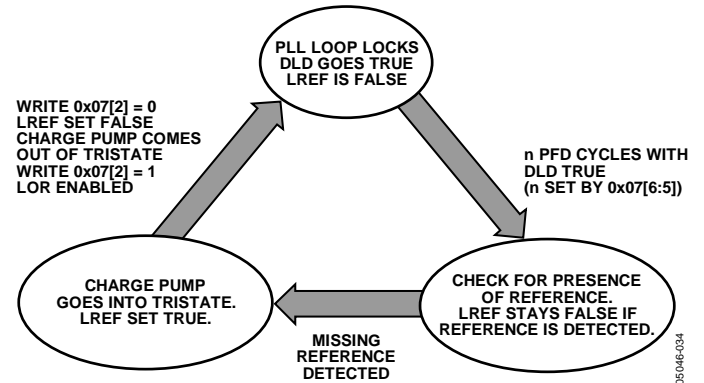 PLL LOOP LOCKS
DLD GOES TRUE
LREF IS FALSE
WRITE 0x07[2] = 0
LREF SET FALSE
CHARGE PUMP COMES
OUT OF TRISTATE
WRITE 0x07[2] = 1
LOR ENABLED
n PFD CYCLES WITH
DLD TRUE
(n SET BY 0x07[6:5])
CHARGE PUMP
GOES INTO TRISTATE.
LREF SET TRUE.
CHECK FOR PRESENCE
OF REFERENCE.
LREF STAYS FALSE IF
REFERENCE IS DETECTED.
MISSING
REFERENCE
DETECTED
05046-034